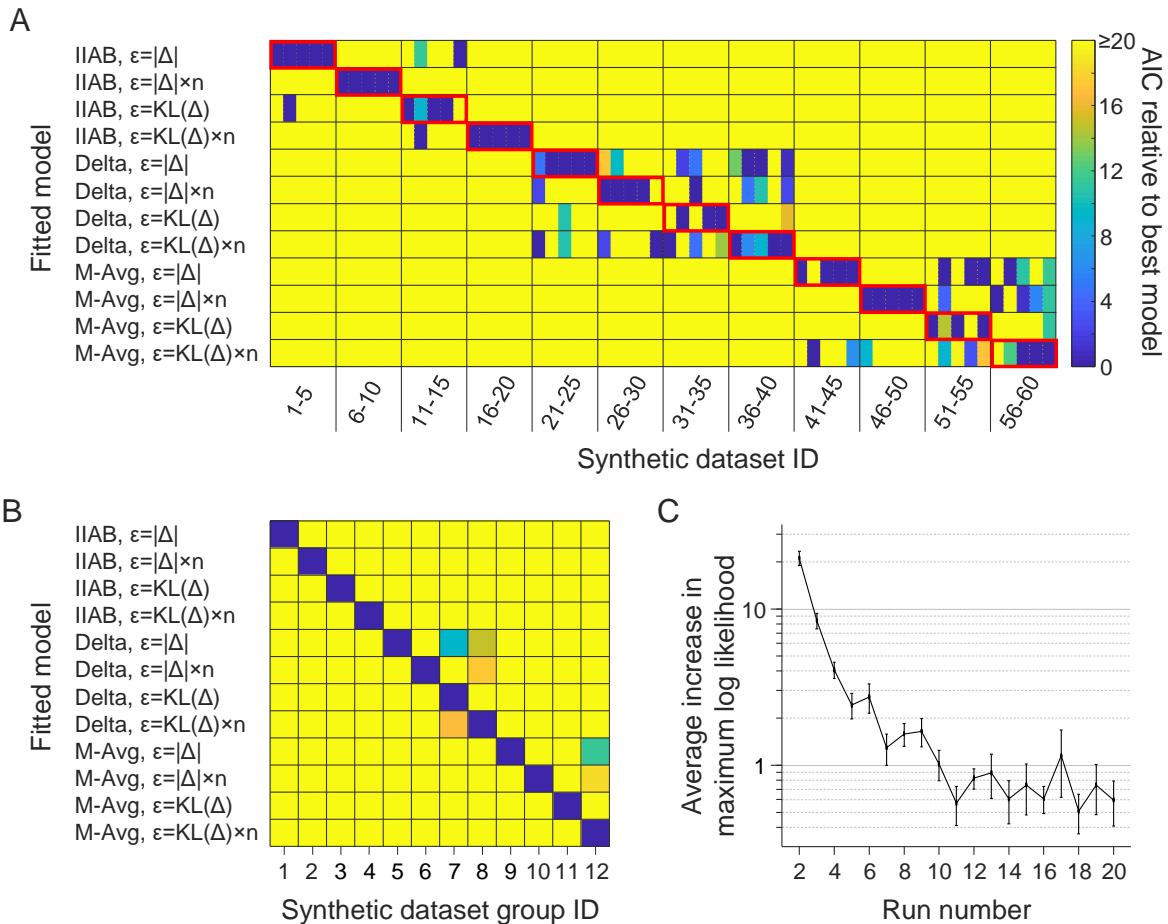 A
Fitted model
IIAB, ε=|Δ|
IIAB, ε=|Δ|×n
IIAB, ε=KL(Δ)
IIAB, ε=KL(Δ)×n
Delta, ε=|Δ|
Delta, ε=|Δ|×n
Delta, ε=KL(Δ)
Delta, ε=KL(Δ)×n
M-Avg, ε=|Δ|
M-Avg, ε=|Δ|×n
M-Avg, ε=KL(Δ)
M-Avg, ε=KL(Δ)×n
1-5 6-10 11-15 16-20 21-25 26-30 31-35 36-40 41-45 46-50 51-55 56-60
Synthetic dataset ID
≥20
16
12
8
4
0
AIC relative to best model
B
Fitted model
IIAB, ε=|Δ|
IIAB, ε=|Δ|×n
IIAB, ε=KL(Δ)
IIAB, ε=KL(Δ)×n
Delta, ε=|Δ|
Delta, ε=|Δ|×n
Delta, ε=KL(Δ)
Delta, ε=KL(Δ)×n
M-Avg, ε=|Δ|
M-Avg, ε=|Δ|×n
M-Avg, ε=KL(Δ)
M-Avg, ε=KL(Δ)×n
1 2 3 4 5 6 7 8 9 10 11 12
Synthetic dataset group ID
C
Average increase in
maximum log likelihood
10
1
2 4 6 8 10 12 14 16 18 20
Run number